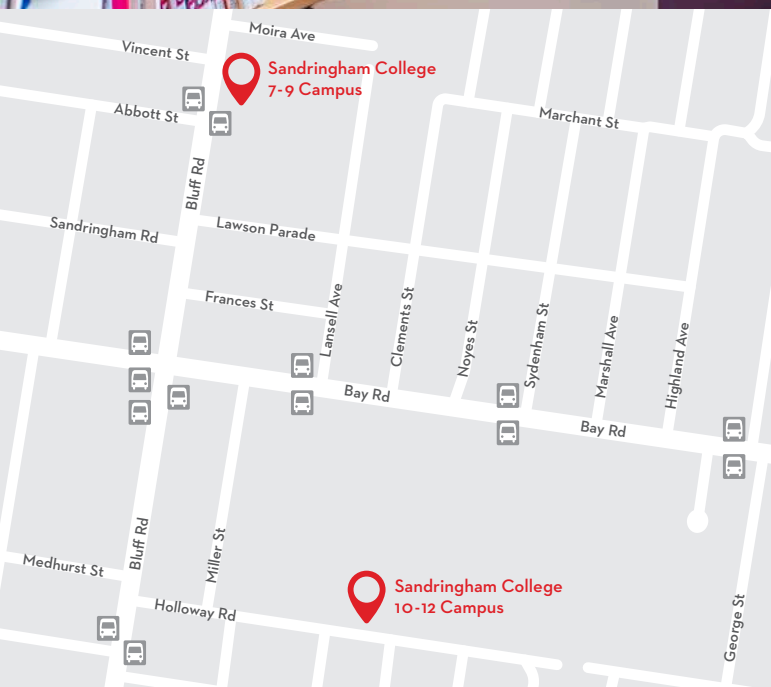 Moira Ave
Vincent St
Sandringham College
7-9 Campus
Abbott St
Marchant St
Bluff Rd
Sandringham Rd
Lawson Parade
Frances St
Lansell Ave
Clements St
Noyes St
Sydenham St
Marshall Ave
Highland Ave
Bay Rd
Bay Rd
Bluff Rd
Miller St
Medhurst St
Holloway Rd
Sandringham College
10-12 Campus
George St